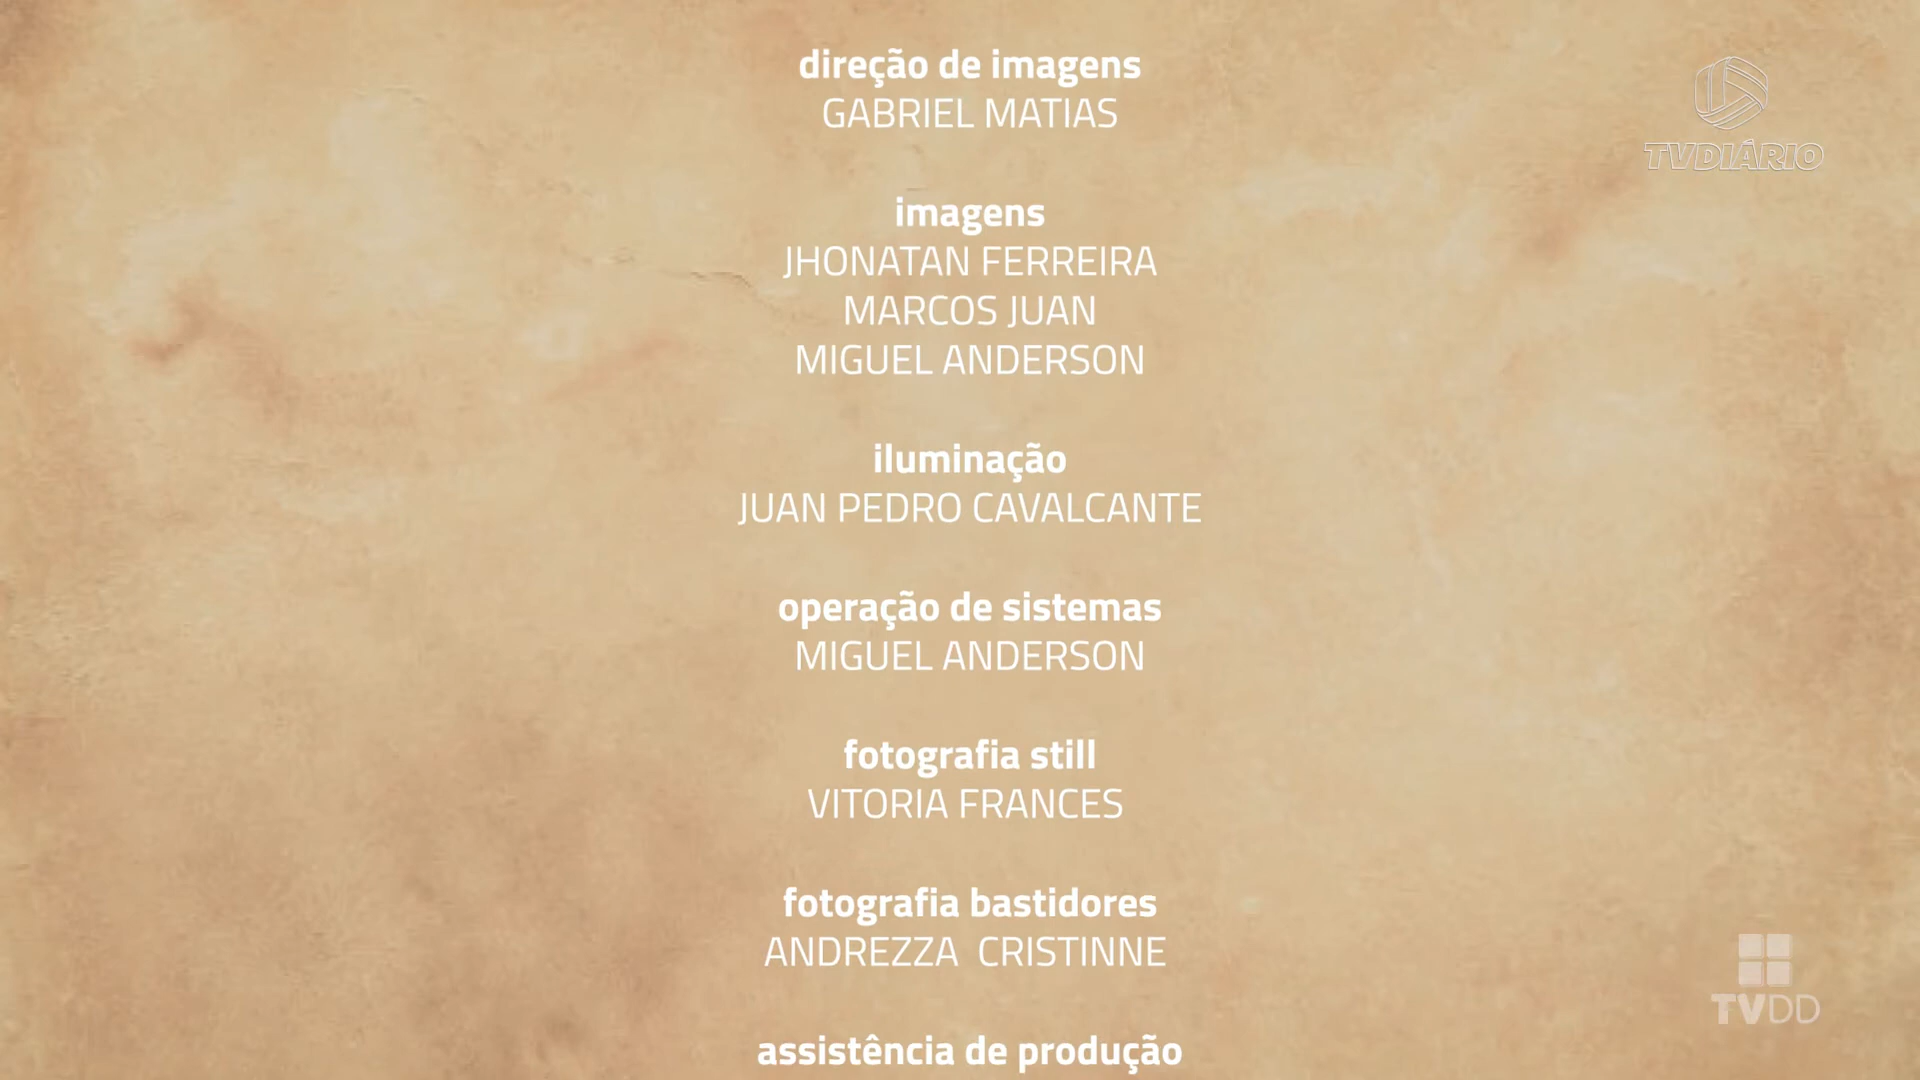 direção de imagens
GABRIEL MATIAS
TVDIÁRIO
imagens
JHONATAN FERREIRA
MARCOS JUAN
MIGUEL ANDERSON
iluminação
JUAN PEDRO CAVALCANTE
operação de sistemas
MIGUEL ANDERSON
fotografia still
VITORIA FRANCES
fotografia bastidores
ANDREZZA CRISTINNE
TVDD
assistência de produção